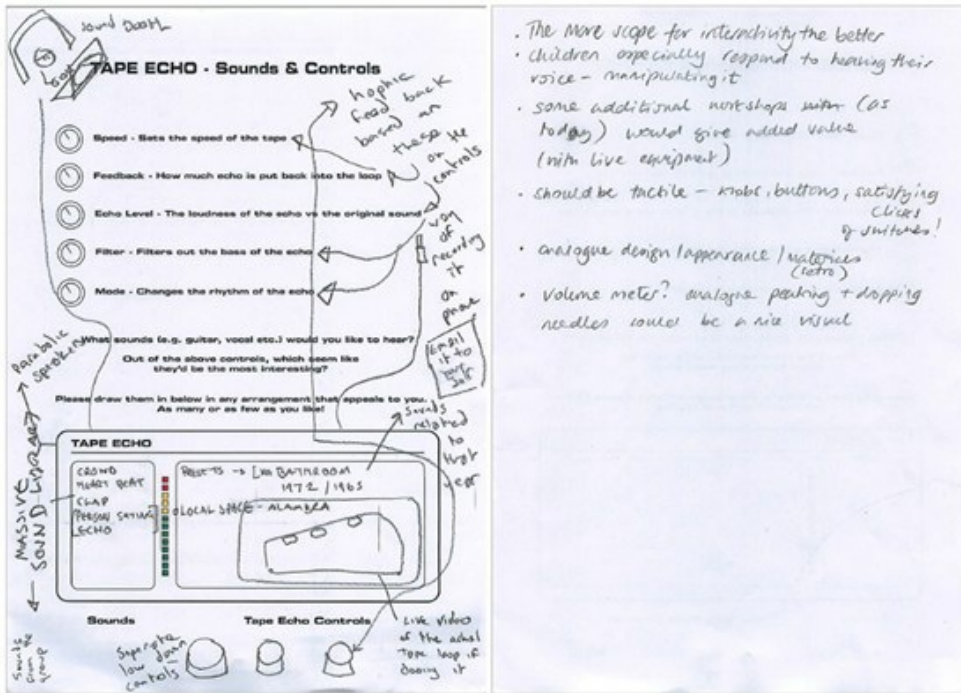 Sound Booth
TAPE ECHO - Sounds & Controls
Speed - Sets the speed of the tape
Feedback - How much echo is put back into the loop
Echo Level - The loudness of the echo vs the original sound
Filter - Filters out the bass of the echo
Mode - Changes the rhythm of the echo
haptic
feed back
based on
these
on the
controls
way
of
recording
it
on
phone
Email
it to
your
self
What sounds (e.g. guitar, vocal etc.) would you like to hear?
Out of the above controls, which seem like
they'd be the most interesting?
Please draw them in below in any arrangement that appeals to you.
As many or as few as you like!
Parabolic
speakers
MASSIVE
SOUND LIBRARY
Sounds
from the
group
TAPE ECHO
CROWD
HEART BEAT
CLAP
PERSON SAYING
ECHO
PRESETS → BATHROOM
1972 / 1965
LOCAL SPACE - ALAMBRA
Sounds
related
to
that
year
Sounds
Tape Echo Controls
Separate
low down
controls
Live video
of the actual
Tape loop
doing it
• The more scope for interactivity the better
• children especially respond to hearing their
voice - manipulating it
• some additional workshops (as
today) would give added value
(with live equipment)
• should be tactile - knobs, buttons, satisfying
clicks
of switches!
• analogue design / appearance / materials
(retro)
• volume meter? analogue peaking + dropping
needles could be a nice visual